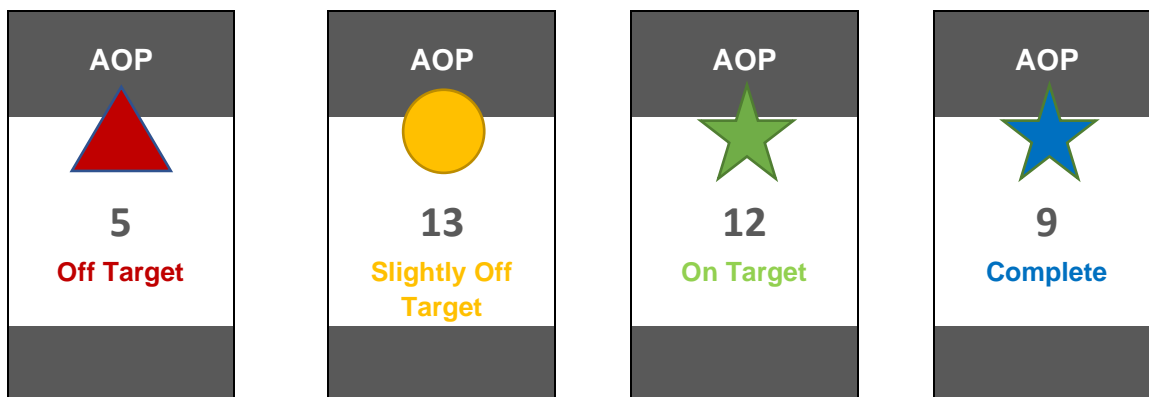 AOP
5
Off Target
AOP
13
Slightly Off
Target
AOP
12
On Target
AOP
9
Complete